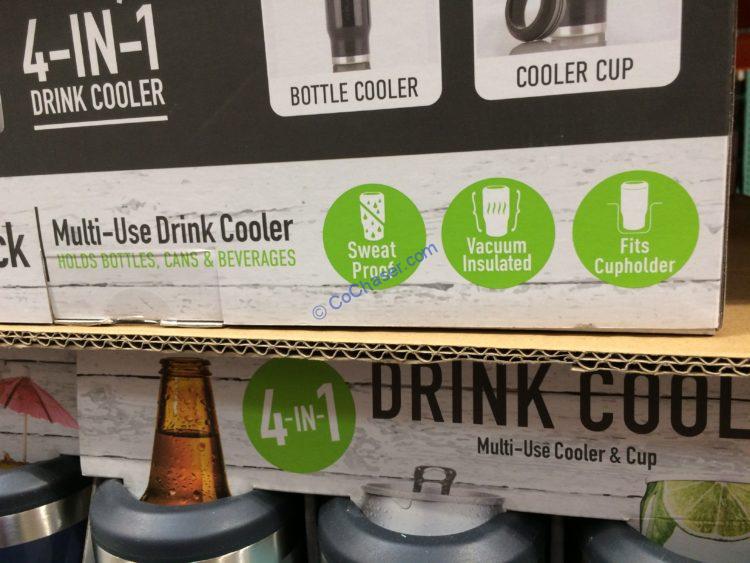 4-IN-1
DRINK COOLER
BOTTLE COOLER
COOLER CUP
ck
Multi-Use Drink Cooler
HOLDS BOTTLES, CANS & BEVERAGES
Sweat
Proof
Vacuum
Insulated
Fits
Cupholder
© CoChaser.com
4-IN-1
DRINK COOL
Multi-Use Cooler & Cup